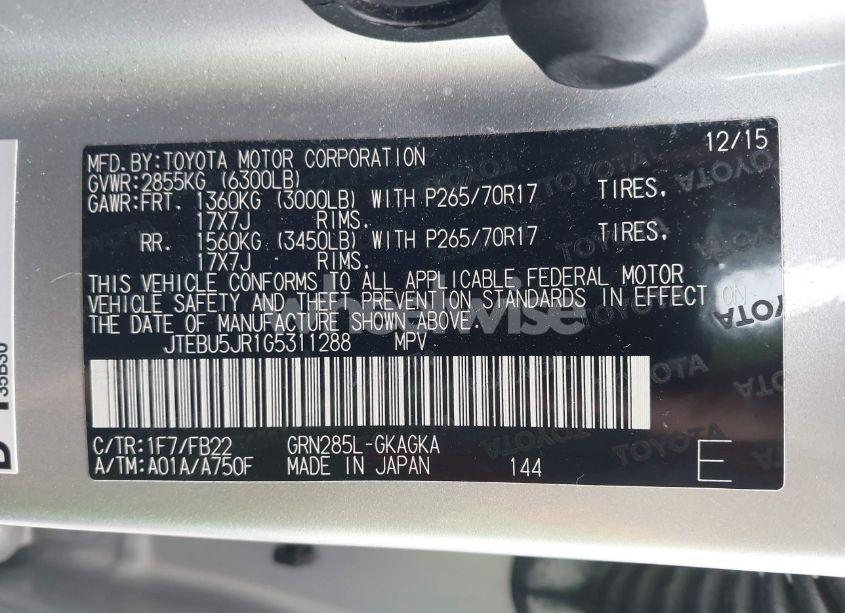 12/15
MFD.BY:TOYOTA MOTOR CORPORATION
GVWR:2855KG (6300LB)
GAWR:FRT. 1360KG (3000LB) WITH P265/70R17 TIRES,
17X7J RIMS.
RR. 1560KG (3450LB) WITH P265/70R17 TIRES,
17X7J RIMS.
THIS VEHICLE CONFORMS TO ALL APPLICABLE FEDERAL MOTOR
VEHICLE SAFETY AND THEFT PREVENTION STANDARDS IN EFFECT ON
THE DATE OF MANUFACTURE SHOWN ABOVE.
wheelwise
TOYOTA
JTEBU5JR1G5311288 MPV
C/TR:1F7/FB22 GRN285L-GKAGKA
A/TM:A01A/A750F MADE IN JAPAN 144 E
35B30